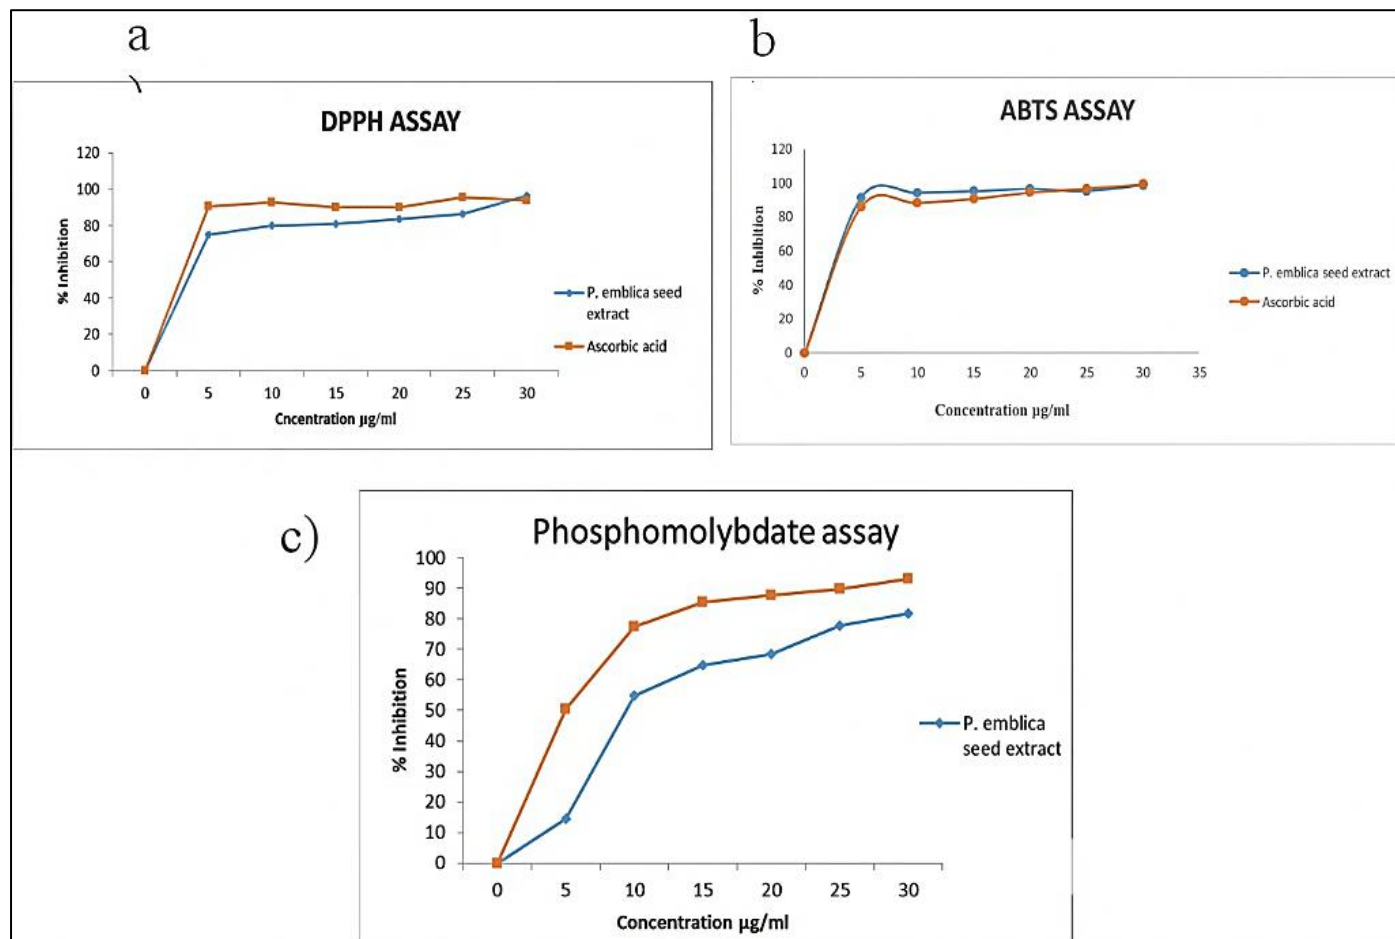 a
)
DPPH ASSAY
120
100
80
60
40
20
0
% Inhibition
0 5 10 15 20 25 30
Cncentration µg/ml
P. emblica seed
extract
Ascorbic acid
b
ABTS ASSAY
120
100
80
60
40
20
0
% Inhibition
0 5 10 15 20 25 30 35
Concentration µg/ml
P. emblica seed extract
Ascorbic acid
c)
Phosphomolybdate assay
100
90
80
70
60
50
40
30
20
10
0
% Inhibition
0 5 10 15 20 25 30
Concentration µg/ml
P. emblica
seed extract